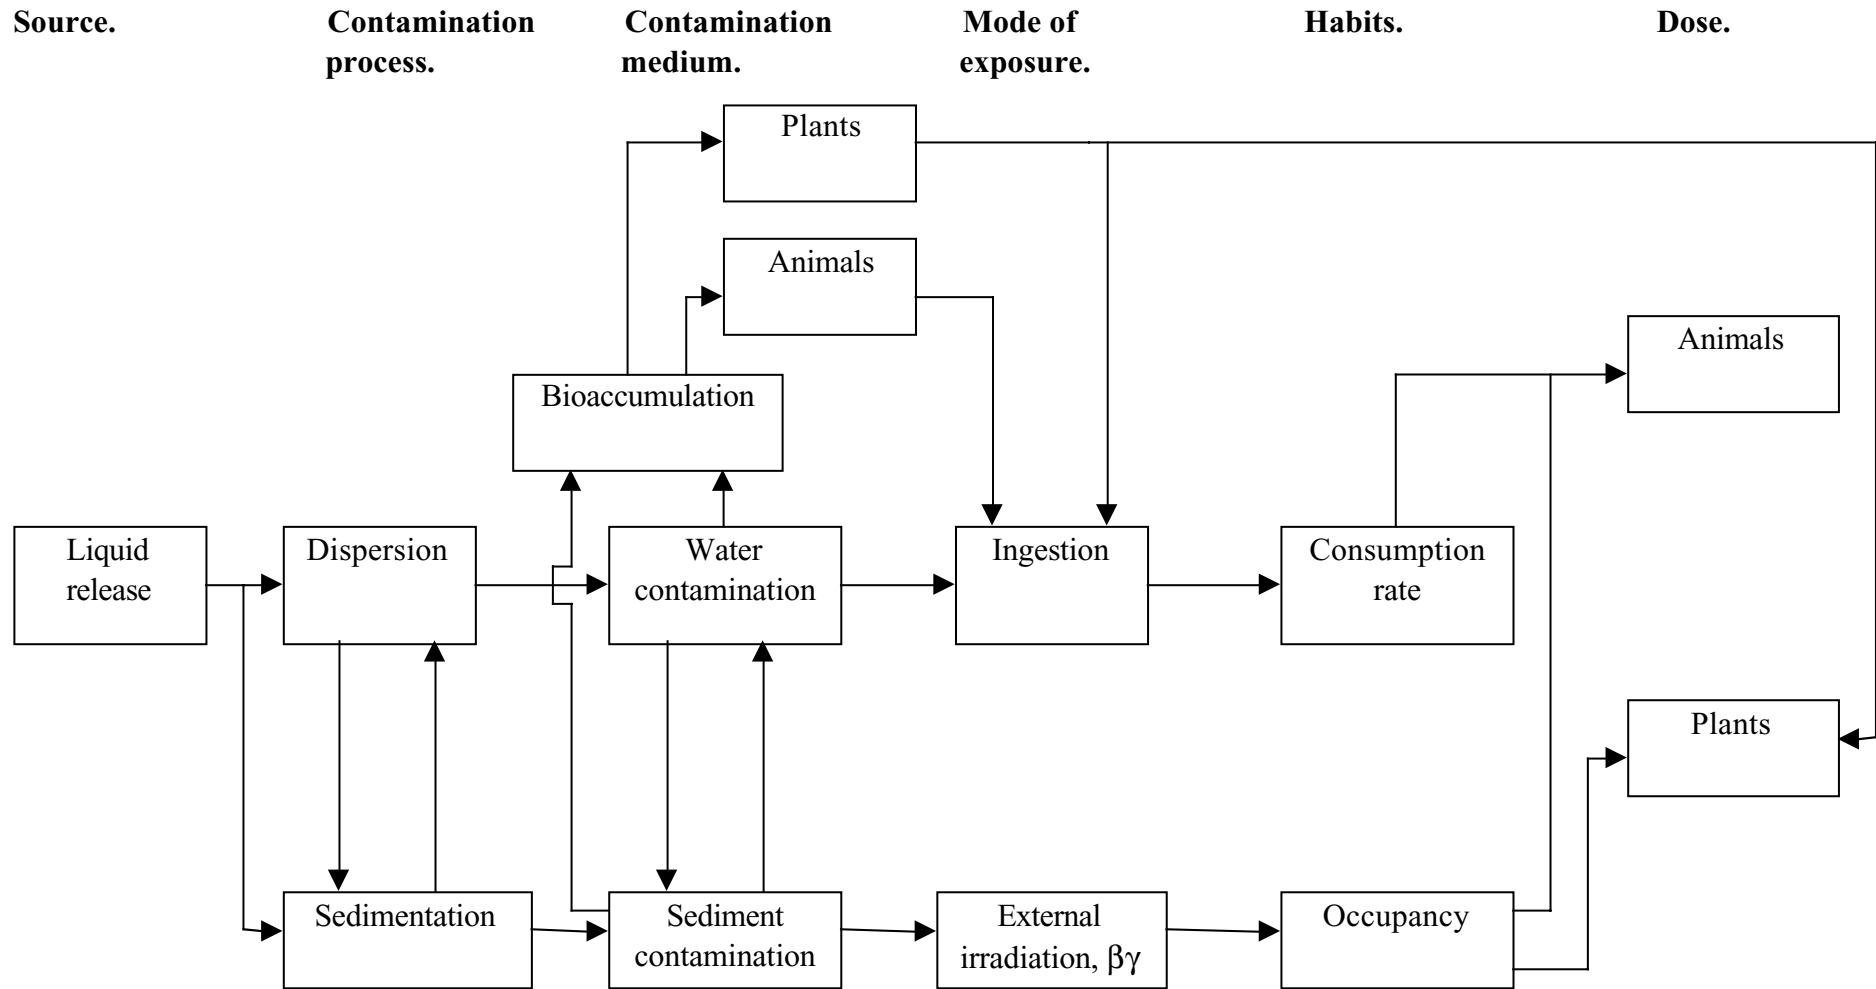 Source.
Contamination
process.
Contamination
medium.
Mode of
exposure.
Habits.
Dose.
Plants
Animals
Animals
Bioaccumulation
Liquid
release
Dispersion
Water
contamination
Ingestion
Consumption
rate
Plants
Sedimentation
Sediment
contamination
External
irradiation, βγ
Occupancy